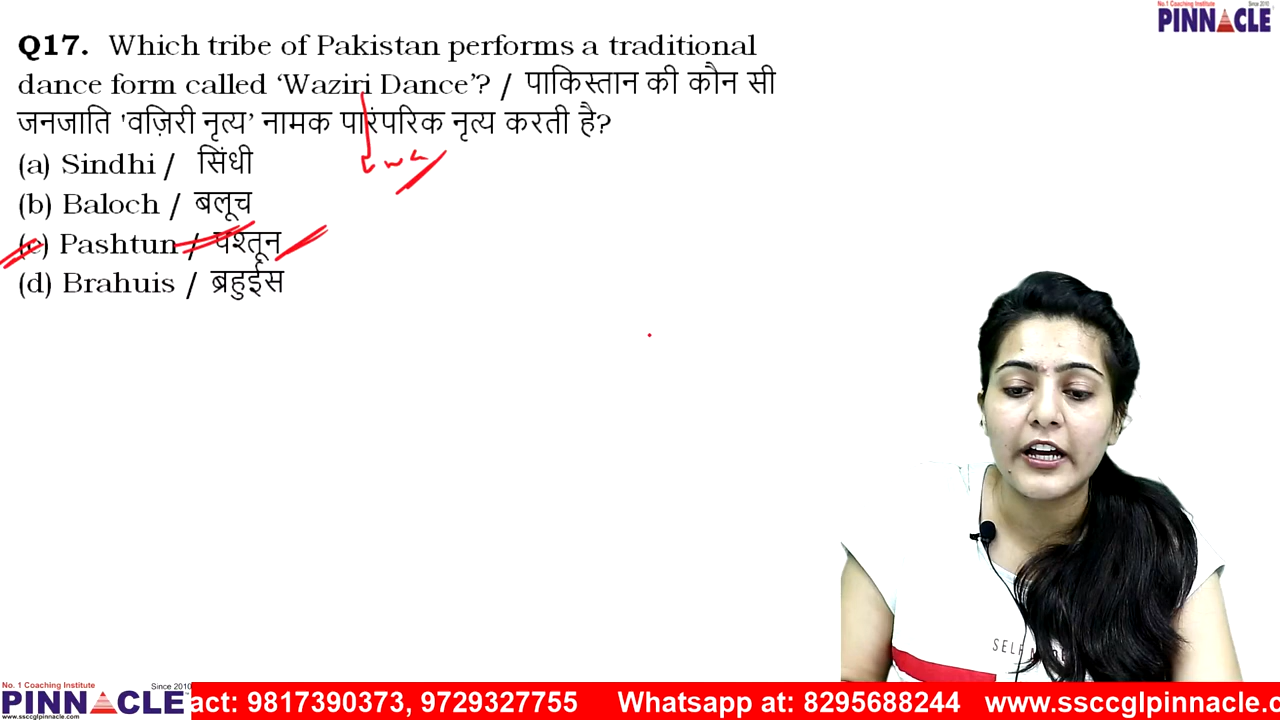 No.1 Coaching Institute Since 2010
PINNACLE
Q17. Which tribe of Pakistan performs a traditional
dance form called ‘Waziri Dance’? / पाकिस्तान की कौन सी
जनजाति 'वज़िरी नृत्य’ नामक पारंपरिक नृत्य करती है?
(a) Sindhi / सिंधी
(b) Baloch / बलूच
(c) Pashtun / पश्तून
(d) Brahuis / ब्रहुईस
SELF
No. 1 Coaching Institute Since 2010
PINNACLE
www.ssccglpinnacle.com
act: 9817390373, 9729327755 Whatsapp at: 8295688244 www.ssccglpinnacle.c